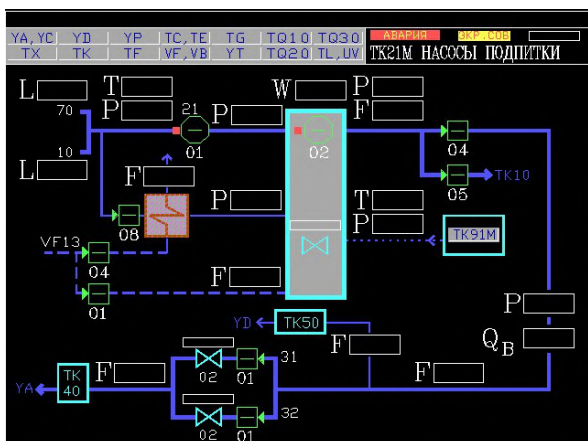 YA,YC YD YP TC,TE TG TQ10 TQ30 АВАРИЯ ЭКР.СОВ
TX TK TF VF,VB YT TQ20 TL,UV ТК21М НАСОСЫ ПОДПИТКИ
L T W P
70 P 21 P F
10 01 02 04
L F 05 TK10
08 P T
VF13 P TK91M
04 F
01 P
YD TK50 QB
F
TK 40 F 02 01 31 F
YA
02 01 32